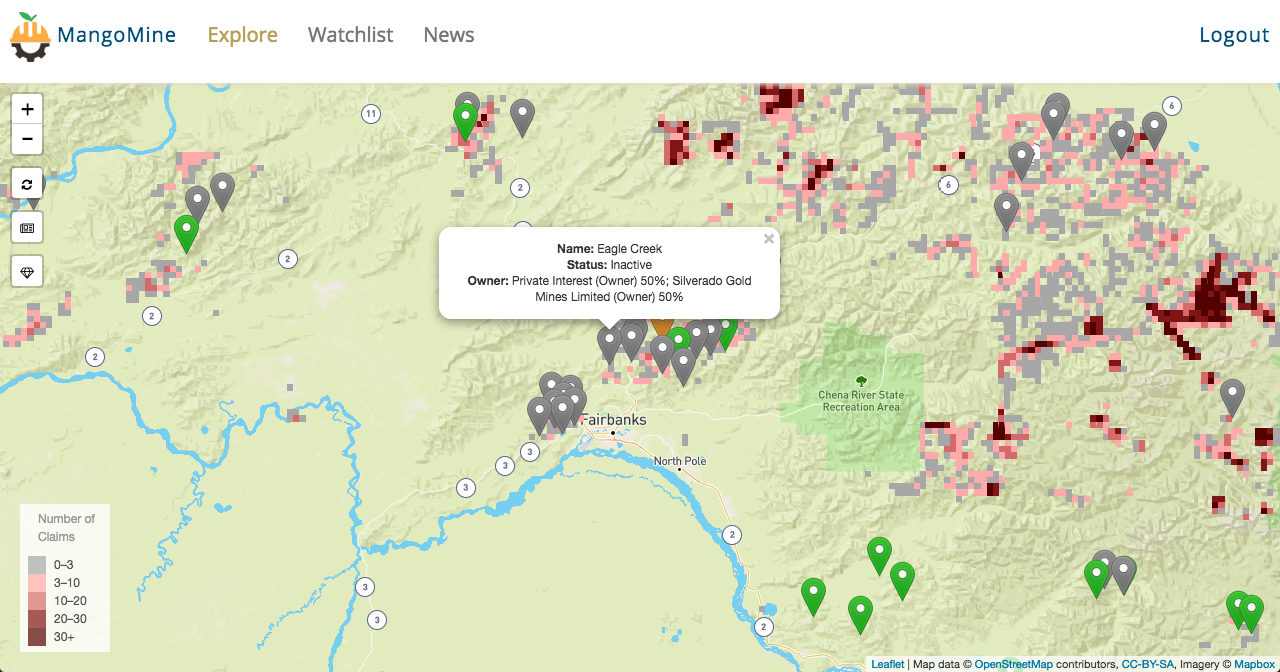 MangoMine Explore Watchlist News Logout
+
−
11
6
2
6
2
2
Name: Eagle Creek
Status: Inactive
Owner: Private Interest (Owner) 50%; Silverado Gold
Mines Limited (Owner) 50%
×
2
2
Chena River State
Recreation Area
Fairbanks
North Pole
3
3
3
2
3
3
2
Number of
Claims
0–3
3–10
10–20
20–30
30+
Leaflet | Map data © OpenStreetMap contributors, CC-BY-SA, Imagery © Mapbox